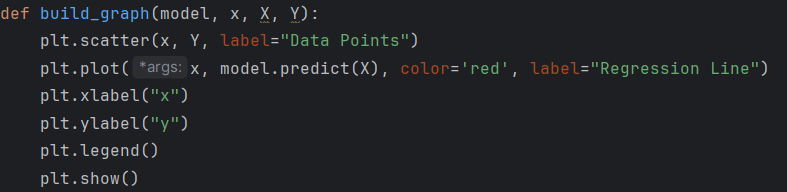 def build_graph(model, x, X, Y):
    plt.scatter(x, Y, label="Data Points")
    plt.plot( *args: x, model.predict(X), color='red', label="Regression Line")
    plt.xlabel("x")
    plt.ylabel("y")
    plt.legend()
    plt.show()